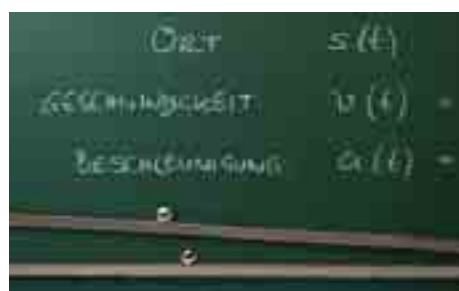 ORT s(t)
GESCHWINDIGKEIT v(t) =
BESCHLEUNIGUNG a(t) =